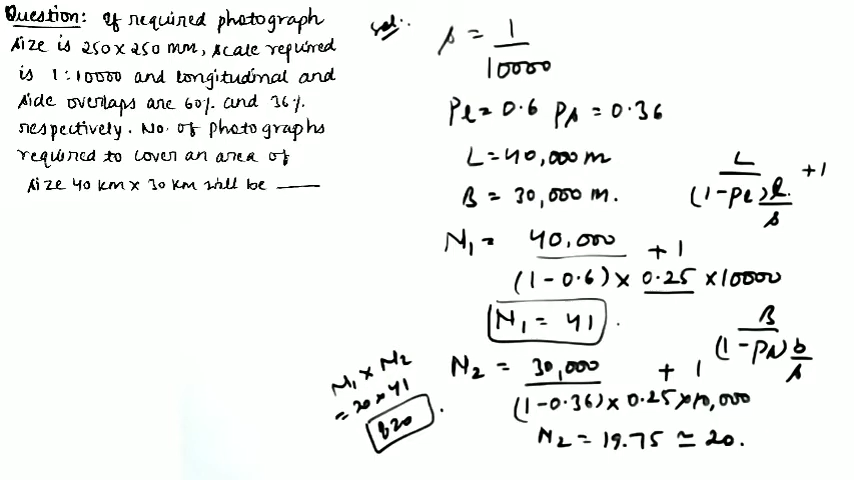 Question: If required photograph
size is 250 x 250 mm, scale required
is 1:10000 and longitudinal and
side overlaps are 60% and 36%
respectively. No. of photographs
required to cover an area of
size 40 km x 30 km will be ____
Sol:-
s = 1/10000
Pl = 0.6 Ps = 0.36
L = 40,000 m
B = 30,000 m.
L/((1-Pl) l/s) + 1
N1 = 40,000/((1-0.6) x 0.25 x 10000) + 1
N1 = 41.
B/((1-Ps) b/s)
N2 = 30,000/((1-0.36) x 0.25 x 10,000) + 1
N2 = 19.75 ≃ 20.
N1 x N2
= 20 x 41
820.